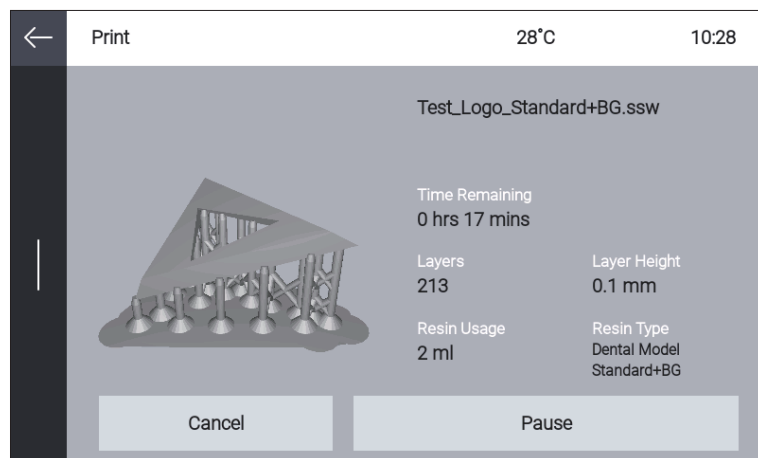 Print
28°C
10:28
Test_Logo_Standard+BG.ssw
Time Remaining
0 hrs 17 mins
Layers
213
Layer Height
0.1 mm
Resin Usage
2 ml
Resin Type
Dental Model
Standard+BG
Cancel
Pause